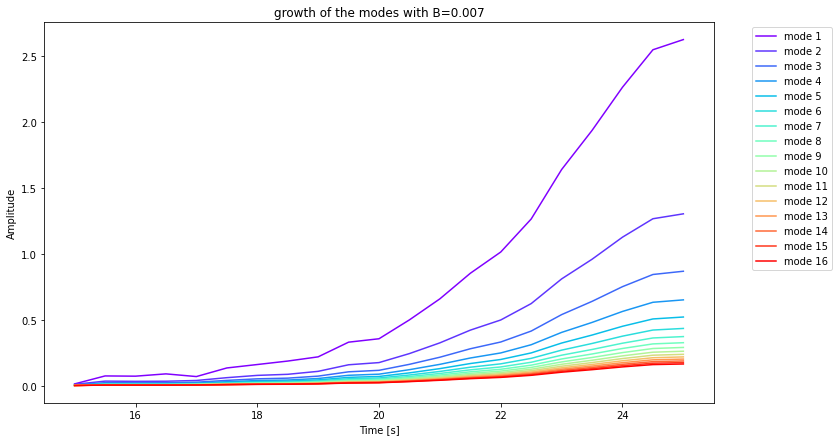 growth of the modes with B=0.007
Amplitude
2.5
2.0
1.5
1.0
0.5
0.0
16
18
20
22
24
Time [s]
mode 1
mode 2
mode 3
mode 4
mode 5
mode 6
mode 7
mode 8
mode 9
mode 10
mode 11
mode 12
mode 13
mode 14
mode 15
mode 16